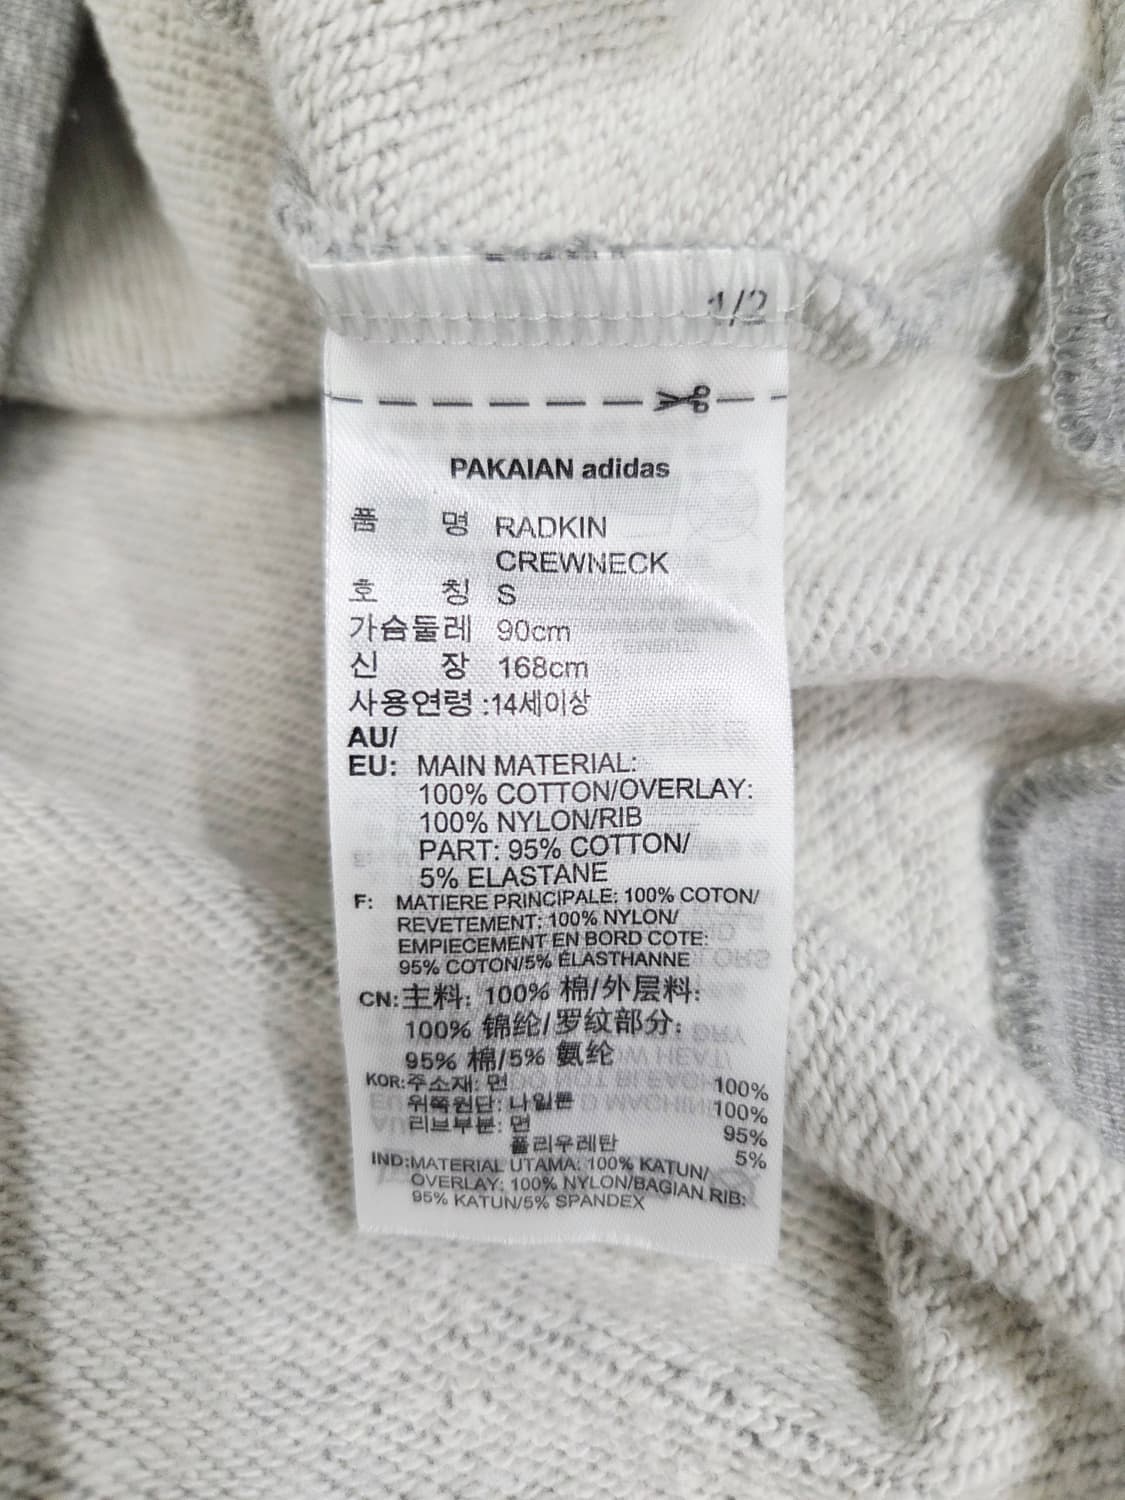 1/2
PAKAIAN adidas
품 명 RADKIN
CREWNECK
호 칭 S
가슴둘레 90cm
신 장 168cm
사용연령 :14세이상
AU/
EU: MAIN MATERIAL:
100% COTTON/OVERLAY:
100% NYLON/RIB
PART: 95% COTTON/
5% ELASTANE
F: MATIERE PRINCIPALE: 100% COTON/
REVETEMENT: 100% NYLON/
EMPIECEMENT EN BORD COTE:
95% COTON/5% ÉLASTHANNE
CN: 主料: 100% 棉/外层料:
100% 锦纶/罗纹部分:
95% 棉/5% 氨纶
KOR:주소재: 면 100%
위쪽원단: 나일론 100%
리브부분: 면 95%
폴리우레탄 5%
IND:MATERIAL UTAMA: 100% KATUN/
OVERLAY: 100% NYLON/BAGIAN RIB:
95% KATUN/5% SPANDEX